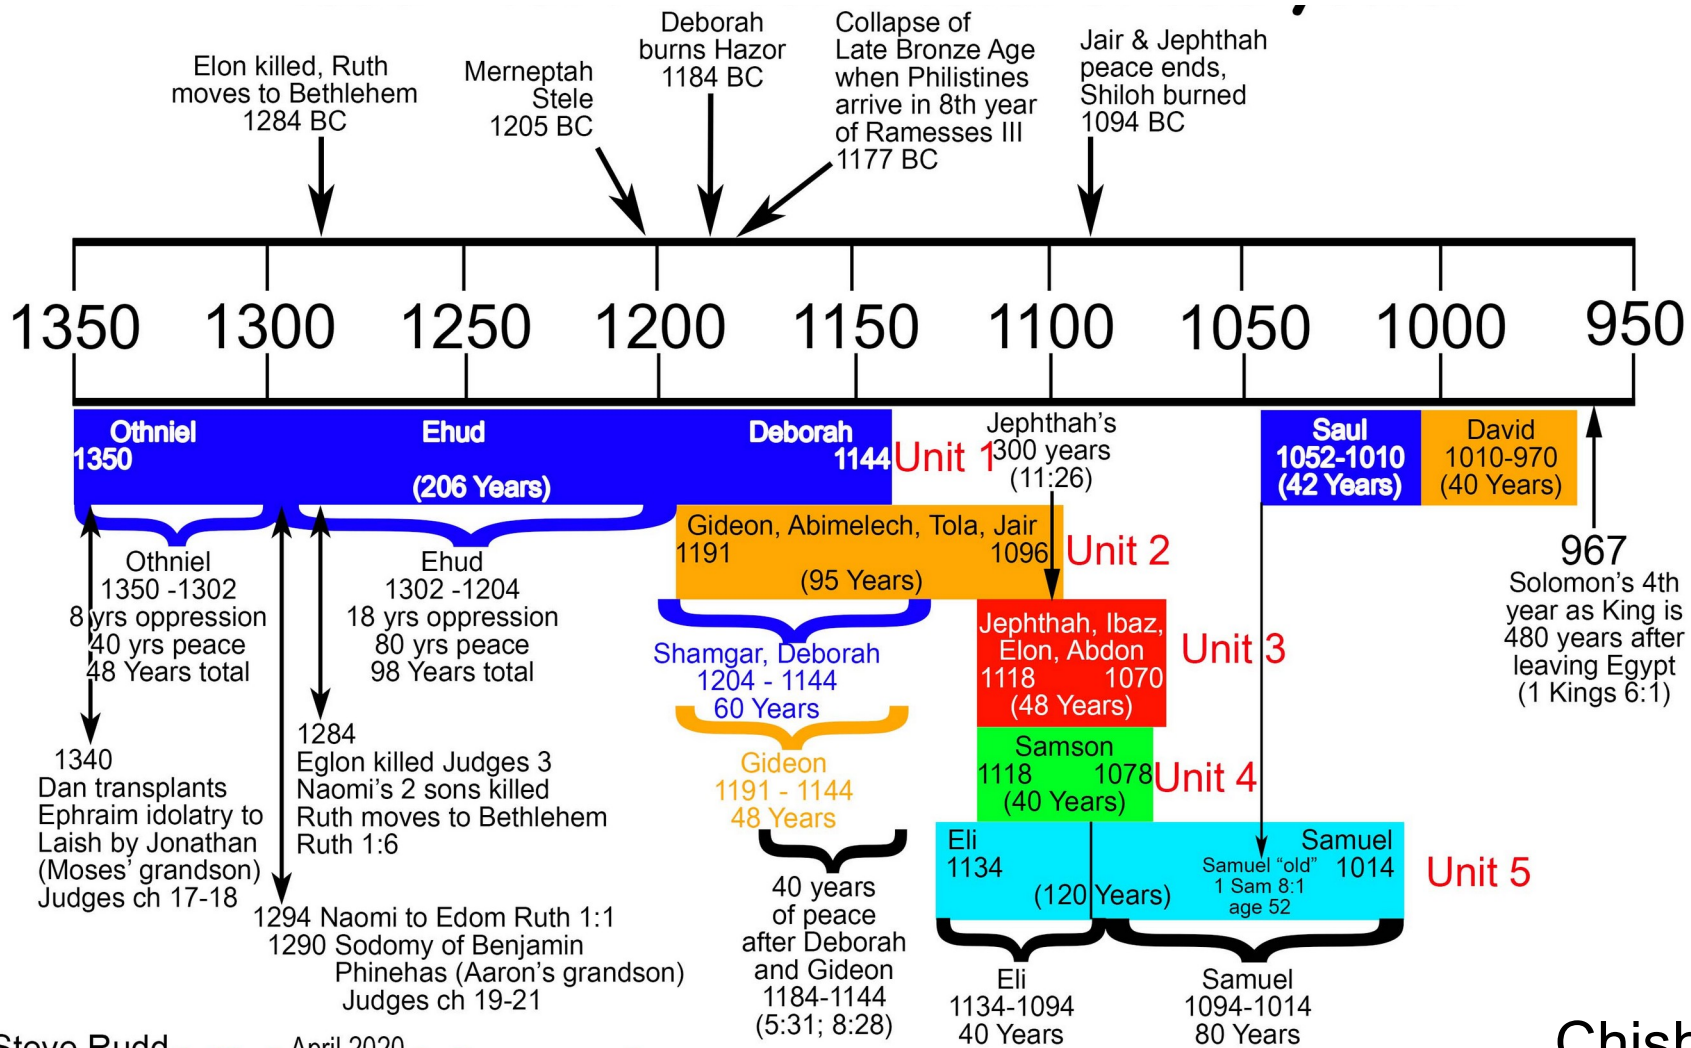 Elon killed, Ruth
moves to Bethlehem
1284 BC
Merneptah
Stele
1205 BC
Deborah
burns Hazor
1184 BC
Collapse of
Late Bronze Age
when Philistines
arrive in 8th year
of Ramesses III
1177 BC
Jair & Jephthah
peace ends,
Shiloh burned
1094 BC
1350 1300 1250 1200 1150 1100 1050 1000 950
Othniel Ehud Deborah
1350 1144
(206 Years)
Unit 1
Jephthah's
300 years
(11:26)
Saul
1052-1010
(42 Years)
David
1010-970
(40 Years)
Othniel
1350 -1302
8 yrs oppression
40 yrs peace
48 Years total
Ehud
1302 -1204
18 yrs oppression
80 yrs peace
98 Years total
Gideon, Abimelech, Tola, Jair
1191 1096
(95 Years)
Unit 2
967
Solomon's 4th
year as King is
480 years after
leaving Egypt
(1 Kings 6:1)
Shamgar, Deborah
1204 - 1144
60 Years
Jephthah, Ibaz,
Elon, Abdon
1118 1070
(48 Years)
Unit 3
1340
Dan transplants
Ephraim idolatry to
Laish by Jonathan
(Moses' grandson)
Judges ch 17-18
1284
Eglon killed Judges 3
Naomi's 2 sons killed
Ruth moves to Bethlehem
Ruth 1:6
Gideon
1191 - 1144
48 Years
Samson
1118 1078
(40 Years)
Unit 4
Eli Samuel
1134 1014
(120 Years)
Samuel "old"
1 Sam 8:1
age 52
Unit 5
1294 Naomi to Edom Ruth 1:1
1290 Sodomy of Benjamin
Phinehas (Aaron's grandson)
Judges ch 19-21
40 years
of peace
after Deborah
and Gideon
1184-1144
(5:31; 8:28)
Eli
1134-1094
40 Years
Samuel
1094-1014
80 Years
Steve Rudd
April 2020